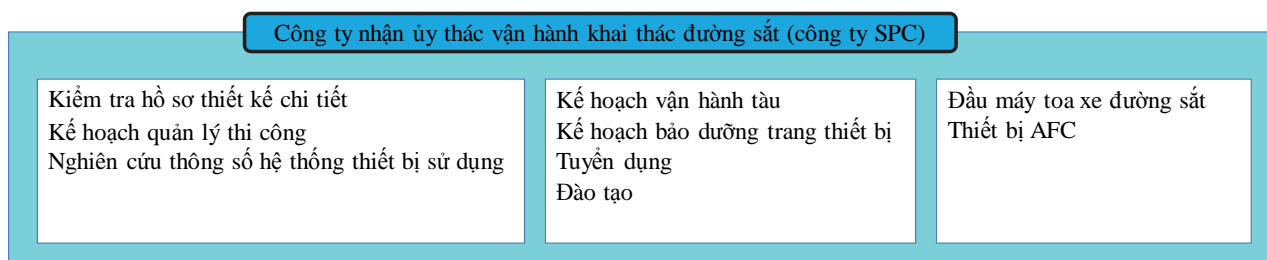 Công ty nhận ủy thác vận hành khai thác đường sắt (công ty SPC)
Kiểm tra hồ sơ thiết kế chi tiết
Kế hoạch quản lý thi công
Nghiên cứu thông số hệ thống thiết bị sử dụng
Kế hoạch vận hành tàu
Kế hoạch bảo dưỡng trang thiết bị
Tuyển dụng
Đào tạo
Đầu máy toa xe đường sắt
Thiết bị AFC